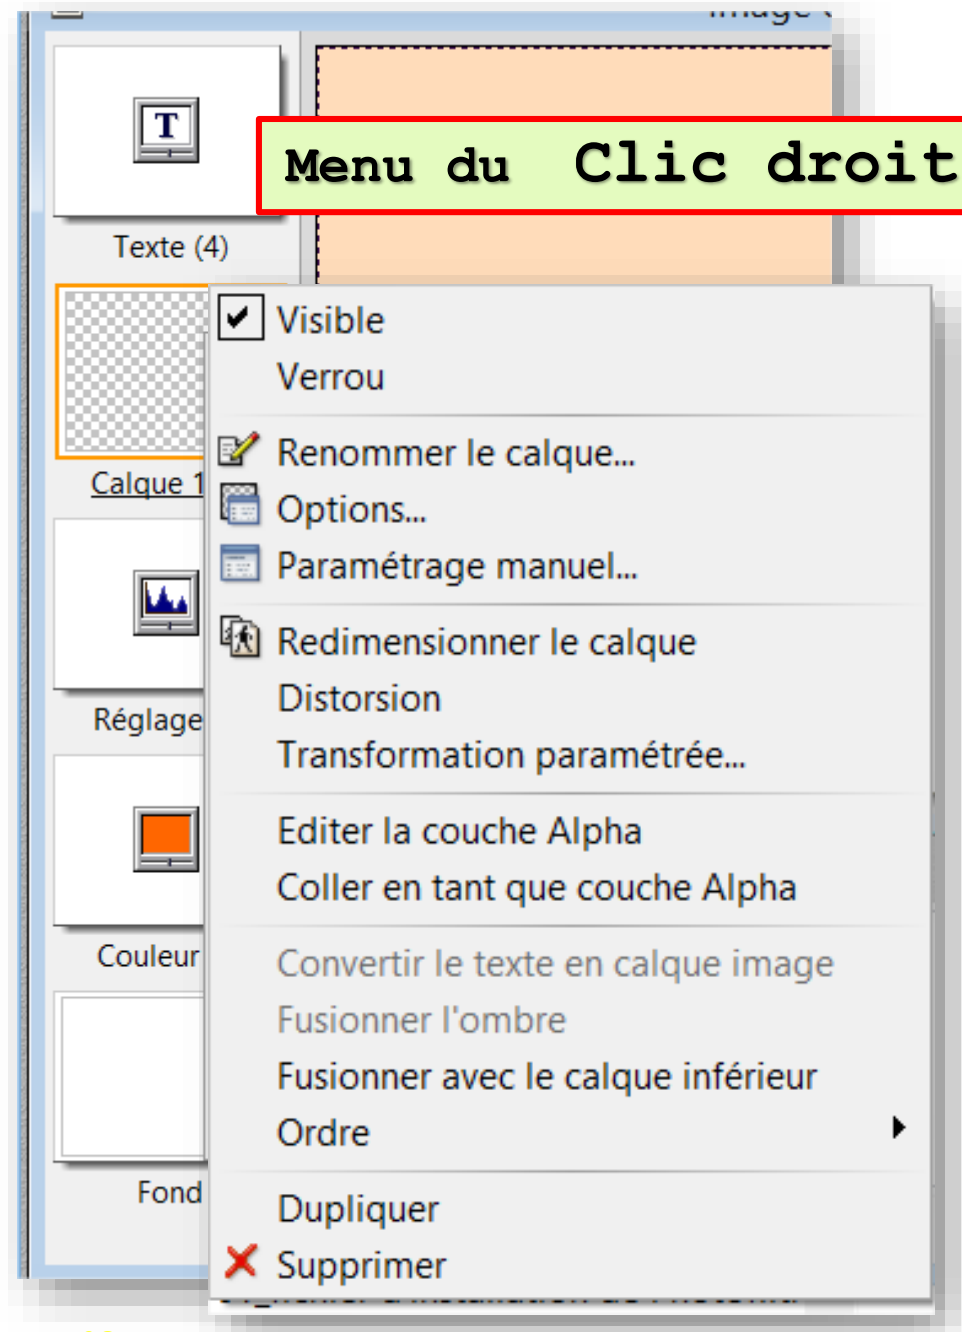 T
Menu du Clic droit
Texte (4)
Visible
Verrou
Renommer le calque...
Calque 1
Options...
Paramétrage manuel...
Redimensionner le calque
Distorsion
Réglage
Transformation paramétrée...
Editer la couche Alpha
Coller en tant que couche Alpha
Couleur
Convertir le texte en calque image
Fusionner l'ombre
Fusionner avec le calque inférieur
Ordre
Fond
Dupliquer
Supprimer